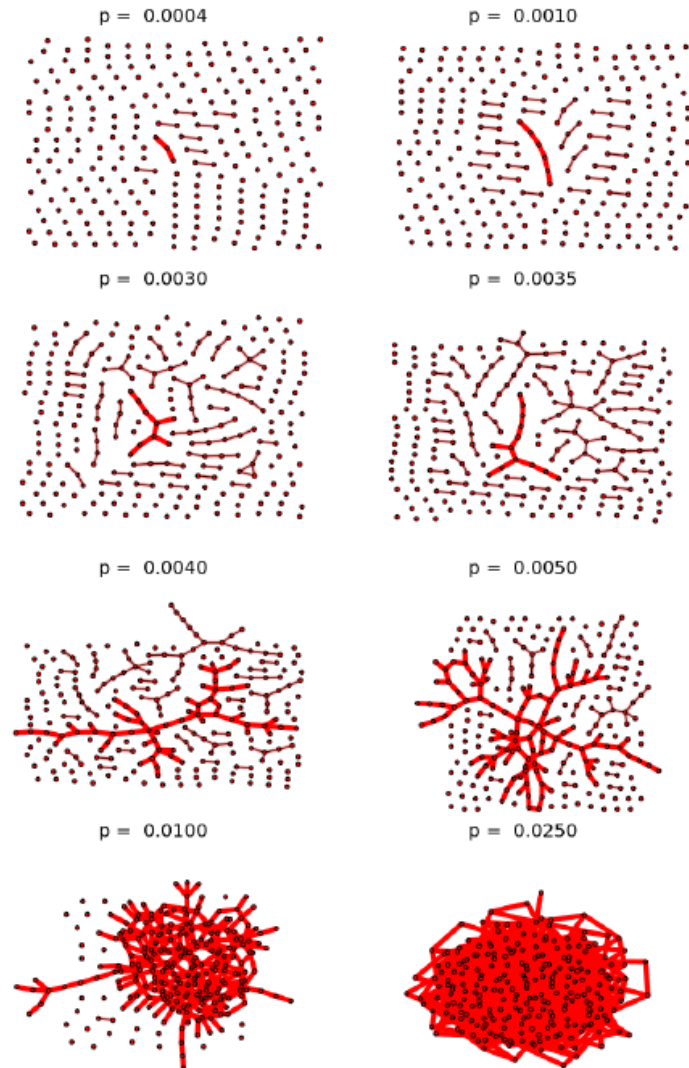 p =  0.0004
p =  0.0010
p =  0.0030
p =  0.0035
p =  0.0040
p =  0.0050
p =  0.0100
p =  0.0250